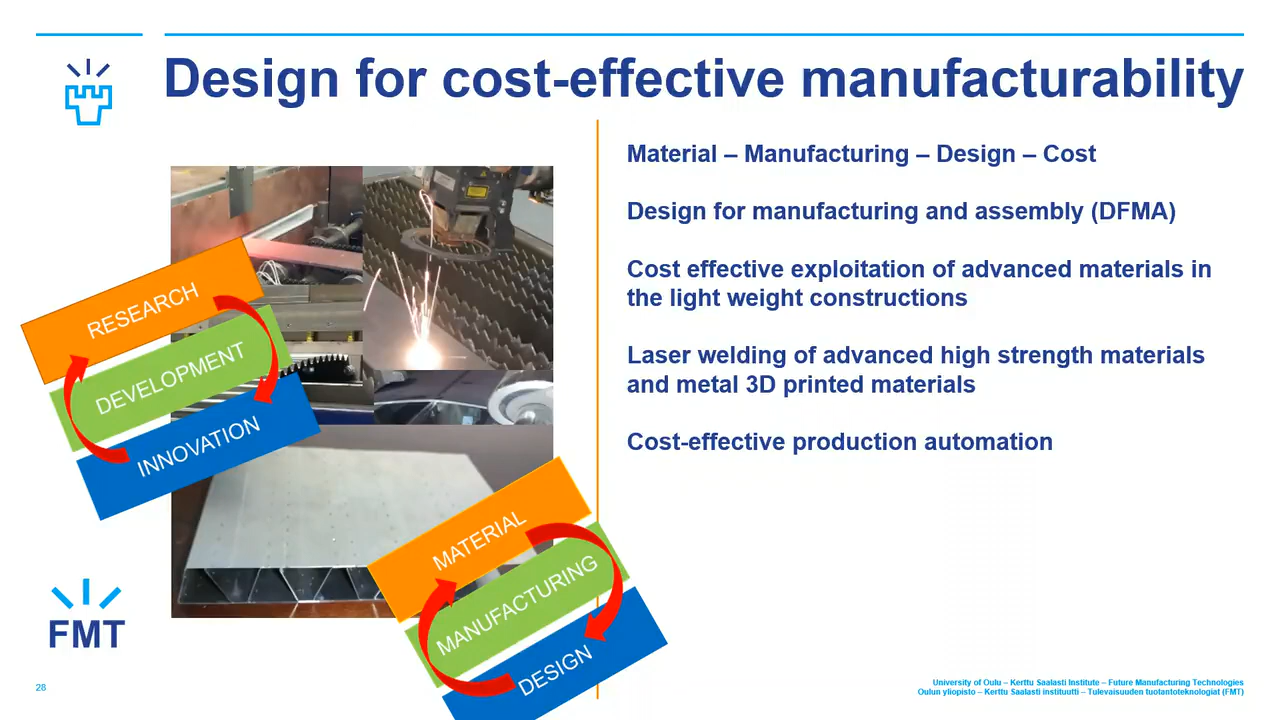 Design for cost-effective manufacturability
Material – Manufacturing – Design – Cost
Design for manufacturing and assembly (DFMA)
Cost effective exploitation of advanced materials in
the light weight constructions
Laser welding of advanced high strength materials
and metal 3D printed materials
Cost-effective production automation
RESEARCH
DEVELOPMENT
INNOVATION
MATERIAL
MANUFACTURING
DESIGN
FMT
28
University of Oulu – Kerttu Saalasti Institute – Future Manufacturing Technologies
Oulun yliopisto – Kerttu Saalasti instituutti – Tulevaisuuden tuotantoteknologiat (FMT)